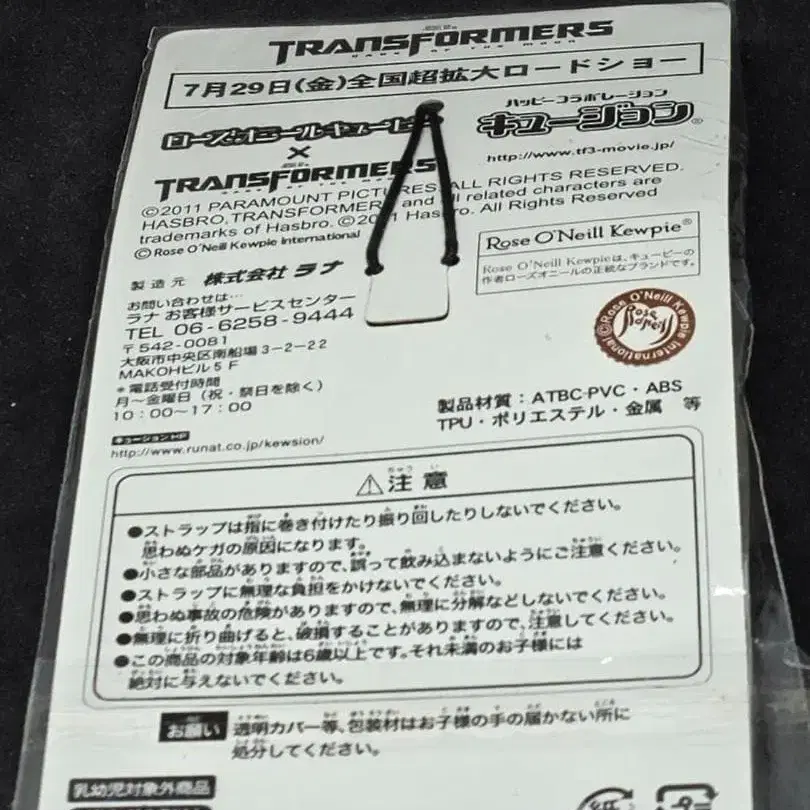 TRANSFORMERS
DARK OF THE MOON
7月29日(金)全国超拡大ロードショー
ローズオニールキューピー
×
TRANSFORMERS
ハッピーコラボレーション
キュージョン®
http://www.tf3-movie.jp/
©2011 PARAMOUNT PICTURES. ALL RIGHTS RESERVED.
HASBRO, TRANSFORMERS and all related characters are
trademarks of Hasbro. ©2011 Hasbro. All Rights Reserved
© Rose O'Neill Kewpie International
Rose O'Neill Kewpie®
Rose O'Neill Kewpieは、キューピーの
作者ローズオニールの正統なブランドです。
製造元 株式会社 ラナ
お問い合わせは…
ラナ お客様サービスセンター
TEL 06-6258-9444
〒542-0081
大阪市中央区南船場3-2-22
MAKOHビル5F
*電話受付時間
月～金曜日(祝・祭日を除く)
10:00～17:00
キュージョンHP
http://www.runat.co.jp/kewsion/
Rose O'Neill Kewpie International ©
Rose O'Neill
製品材質：ATBC-PVC・ABS
TPU・ポリエステル・金属 等
⚠注意
●ストラップは指に巻き付けたり振り回したりしないでください。
思わぬケガの原因になります。
●小さな部品がありますので、誤って飲み込まないようにご注意ください。
●ストラップに無理な負担をかけないでください。
●思わぬ事故の危険がありますので、無理に分解などしないでください。
●無理に折り曲げると、破損することがありますので、注意してください。
●この商品の対象年齢は6歳以上です。それ未満のお子様には
絶対に与えないでください。
お願い 透明カバー等、包装材はお子様の手の届かない所に
処分してください。
乳幼児対象外商品
紙